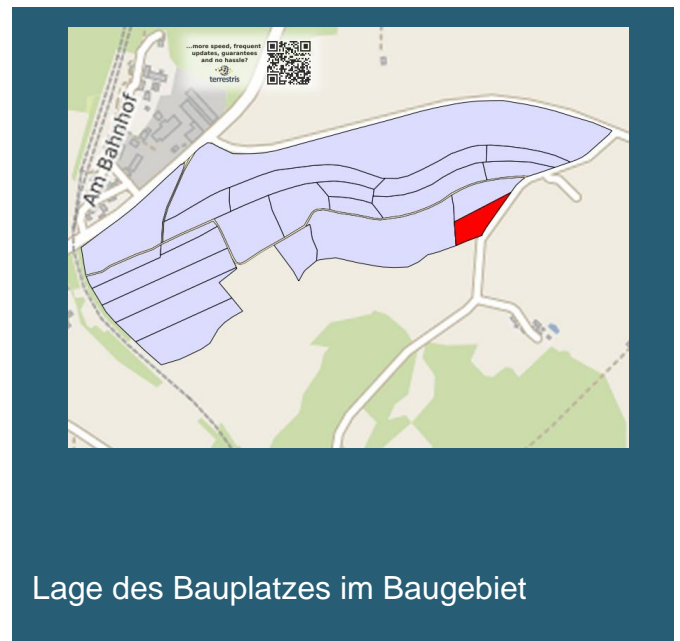 ...more speed, frequent
updates, guarantees
and no hassle?
terrestris
Am Bahnhof
Lage des Bauplatzes im Baugebiet